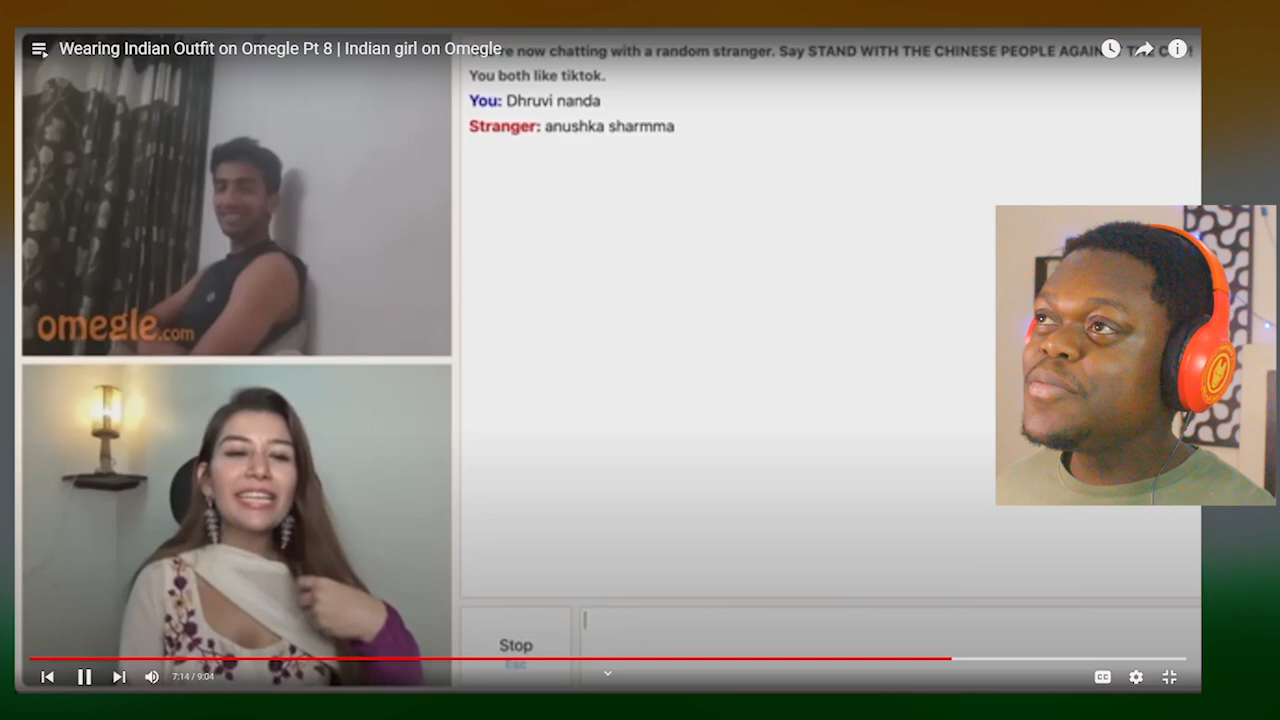 Wearing Indian Outfit on Omegle Pt 8 | Indian girl on Omegle
re now chatting with a random stranger. Say STAND WITH THE CHINESE PEOPLE AGAIN
You both like tiktok.
You: Dhruvi nanda
Stranger: anushka sharmma
omegle.com
Stop
Esc
7:14 / 9:04
CC